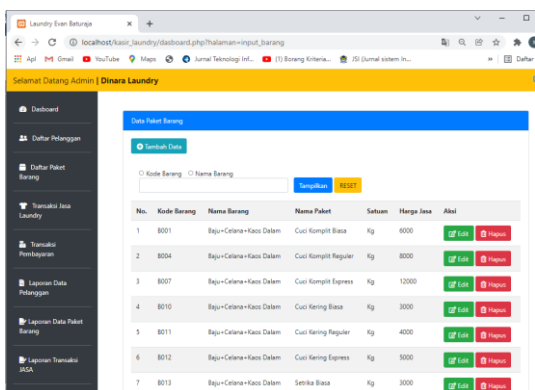 Laundry Evan Baturaja
localhost/kasir_laundry/dasboard.php?halaman=input_barang
Apl Gmail YouTube Maps Jurnal Teknologi Inf... (1) Borang Kriteria... JSI (Jurnal sistem In... » Daftar
Selamat Datang Admin | Dinara Laundry
Dasboard
Daftar Pelanggan
Daftar Paket
Barang
Transaksi Jasa
Laundry
Transaksi
Pembayaran
Laporan Data
Pelanggan
Laporan Data Paket
Barang
Laporan Transaksi
JASA
Data Paket Barang
Tambah Data
Kode Barang Nama Barang
Tampilkan RESET
No. Kode Barang Nama Barang Nama Paket Satuan Harga Jasa Aksi
1 B001 Baju+Celana+Kaos Dalam Cuci Komplit Biasa Kg 6000 Edit Hapus
2 B004 Baju+Celana+Kaos Dalam Cuci Komplit Regular Kg 8000 Edit Hapus
3 B007 Baju+Celana+Kaos Dalam Cuci Komplit Express Kg 12000 Edit Hapus
4 B010 Baju+Celana+Kaos Dalam Cuci Kering Biasa Kg 3000 Edit Hapus
5 B011 Baju+Celana+Kaos Dalam Cuci Kering Regular Kg 4000 Edit Hapus
6 B012 Baju+Celana+Kaos Dalam Cuci Kering Express Kg 5000 Edit Hapus
7 B013 Baju+Celana+Kaos Dalam Setrika Biasa Kg 3000 Edit Hapus